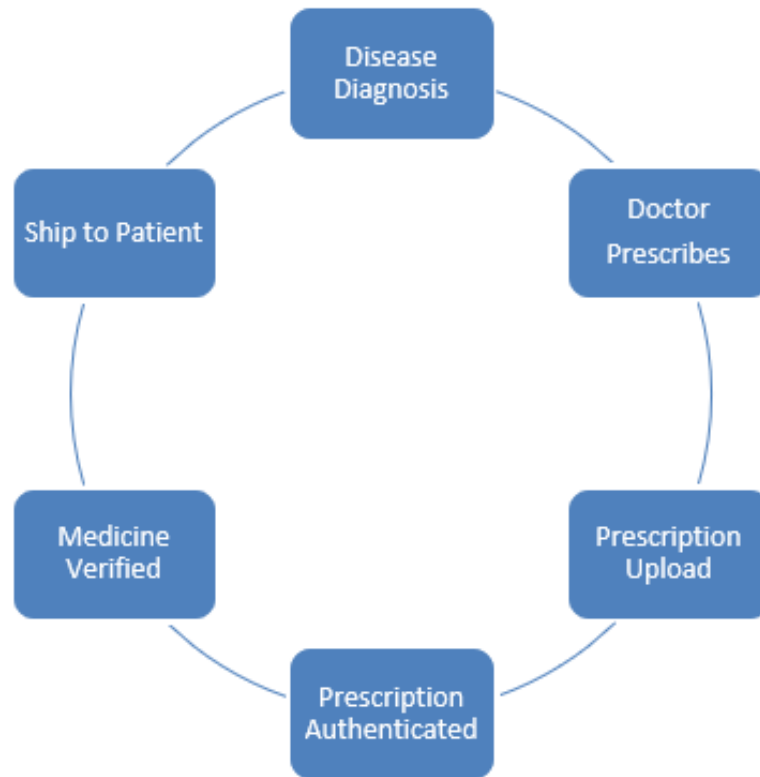 Disease
Diagnosis
Doctor
Prescribes
Prescription
Upload
Prescription
Authenticated
Medicine
Verified
Ship to Patient